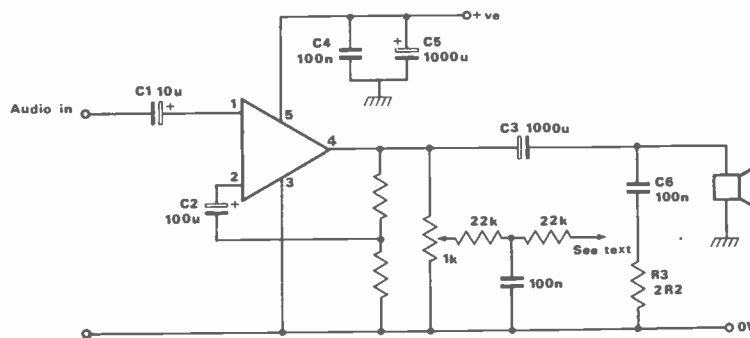 + ve
C4
100n
+
C5
1000u
C1 10u
+
Audio in
1
5
4
2
3
C2
100u
+
C3 1000u
C6
100n
22k
22k
See text
1k
100n
R3
2R2
0V